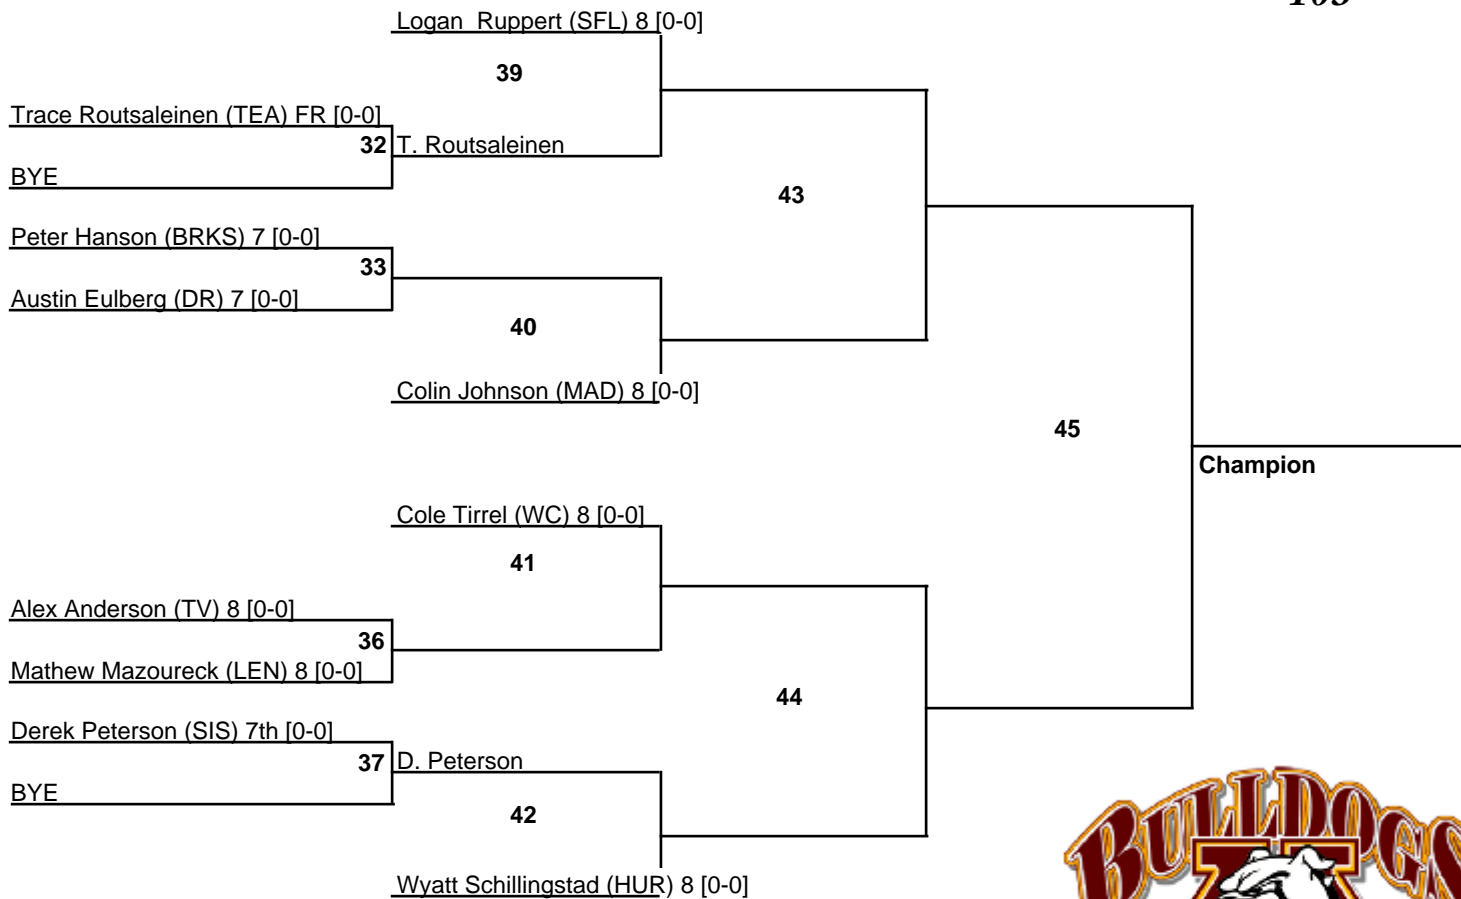 Logan  Ruppert (SFL) 8 [0-0]
39
Trace Routsaleinen (TEA) FR [0-0]
32 T. Routsaleinen
BYE
43
Peter Hanson (BRKS) 7 [0-0]
33
Austin Eulberg (DR) 7 [0-0]
40
Colin Johnson (MAD) 8 [0-0]
45
Champion
Cole Tirrel (WC) 8 [0-0]
41
Alex Anderson (TV) 8 [0-0]
36
Mathew Mazoureck (LEN) 8 [0-0]
44
Derek Peterson (SIS) 7th [0-0]
37 D. Peterson
BYE
42
Wyatt Schillingstad (HUR) 8 [0-0]
BULLDOGS